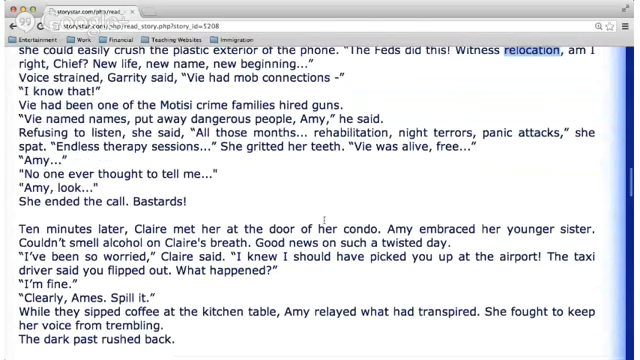 Google+
storystar.com/php/read_
storystar.com/php/read_story.php?story_id=5208
Entertainment
Work
Financial
Teaching Websites
Immigration
she could easily crush the plastic exterior of the phone. “The Feds did this! Witness relocation, am I
right, Chief? New life, new name, new beginning...”
Voice strained, Garrity said, “Vie had mob connections -”
“I know that!”
Vie had been one of the Motisi crime families hired guns.
“Vie named names, put away dangerous people, Amy,” he said.
Refusing to listen, she said, “All those months... rehabilitation, night terrors, panic attacks,” she
spat. “Endless therapy sessions...” She gritted her teeth. “Vie was alive, free...”
“Amy...”
"No one ever thought to tell me..."
"Amy, look..."
She ended the call. Bastards!
Ten minutes later, Claire met her at the door of her condo. Amy embraced her younger sister.
Couldn’t smell alcohol on Claire's breath. Good news on such a twisted day.
“I’ve been so worried,” Claire said. “I knew I should have picked you up at the airport! The taxi
driver said you flipped out. What happened?”
“I’m fine.”
“Clearly, Ames. Spill it.”
While they sipped coffee at the kitchen table, Amy relayed what had transpired. She fought to keep
her voice from trembling.
The dark past rushed back.